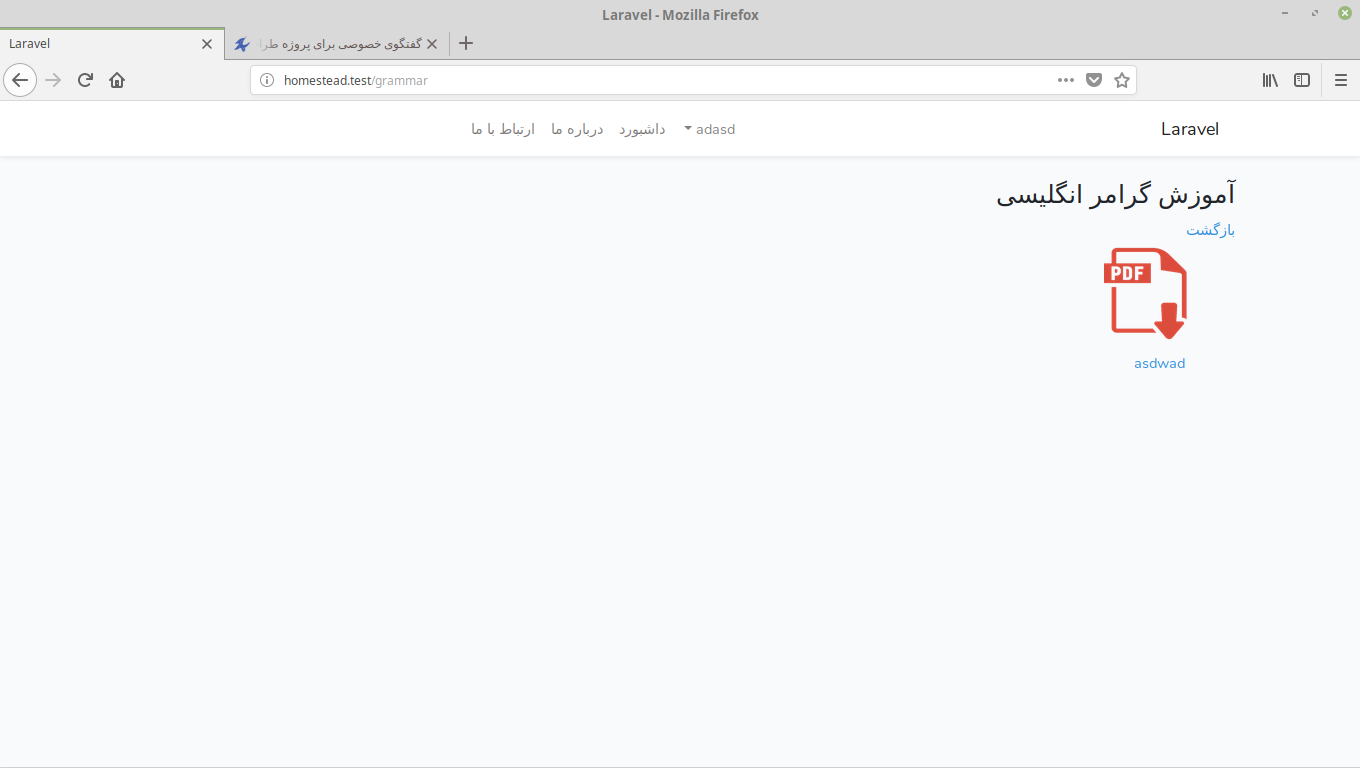 Laravel - Mozilla Firefox
Laravel
گفتگوی خصوصی برای پروژه طرا
homestead.test/grammar
Laravel
adasd داشبورد درباره ما ارتباط با ما
آموزش گرامر انگلیسی
بازگشت
PDF
asdwad